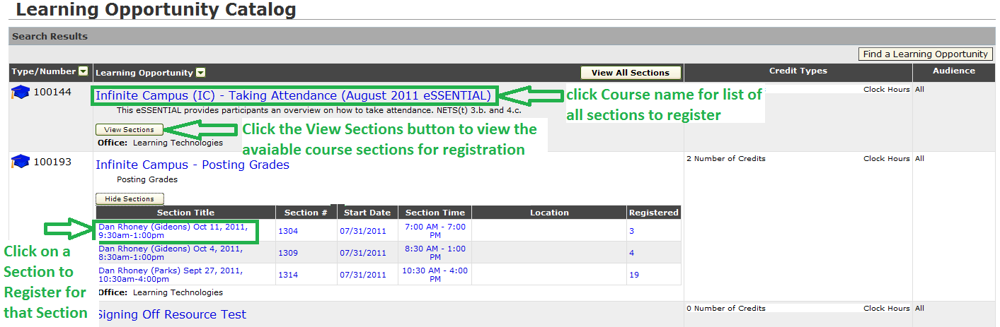 Learning Opportunity Catalog
Search Results
Find a Learning Opportunity
Type/Number Learning Opportunity View All Sections Credit Types Audience
100144 Infinite Campus (IC) - Taking Attendance (August 2011 eSSENTIAL) Clock Hours All
click Course name for list of
all sections to register
This eSSENTIAL provides participants an overview on how to take attendance. NETS(t) 3.b. and 4.c.
View Sections
Office: Learning Technologies
Click the View Sections button to view the
avaiable course sections for registration
100193 Infinite Campus - Posting Grades 2 Number of Credits Clock Hours All
Posting Grades
Hide Sections
Section Title Section # Start Date Section Time Location Registered
Dan Rhoney (Gideons) Oct 11, 2011,
9:30am-1:00pm
1304 07/31/2011 7:00 AM - 7:00
PM
3
Dan Rhoney (Gideons) Oct 4, 2011,
8:30am-1:00pm
1309 07/31/2011 8:30 AM - 1:00
PM
4
Dan Rhoney (Parks) Sept 27, 2011,
10:30am-4:00pm
1314 07/31/2011 10:30 AM - 4:00
PM
19
Office: Learning Technologies
Click on a
Section to
Register for
that Section
Signing Off Resource Test 0 Number of Credits Clock Hours All